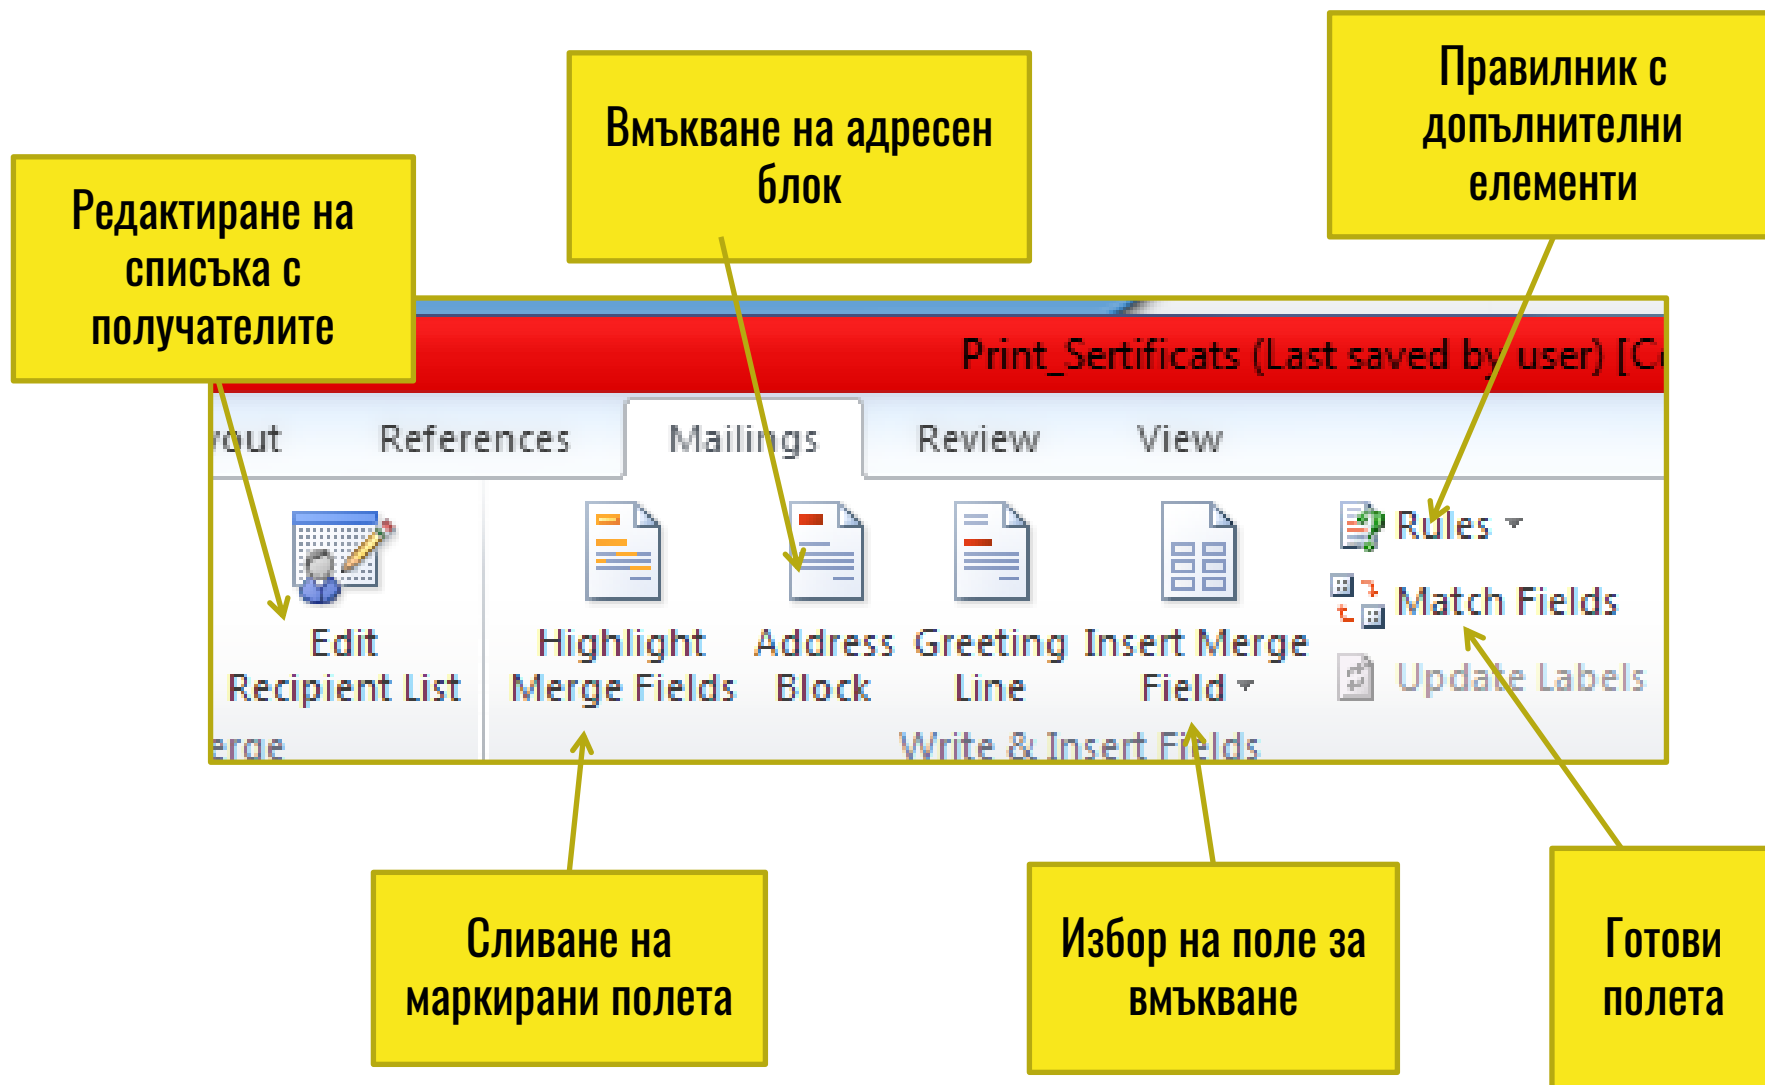 Правилник с
допълнителни
елементи
Вмъкване на адресен
блок
Редактиране на
списъка с
получателите
Print_Sertificats (Last saved by user) [C
yout References Mailings Review View
Edit
Recipient List
Highlight
Merge Fields
Address
Block
Greeting
Line
Insert Merge
Field
Rules
Match Fields
Update Labels
erge
Write & Insert Fields
Сливане на
маркирани полета
Избор на поле за
вмъкване
Готови
полета